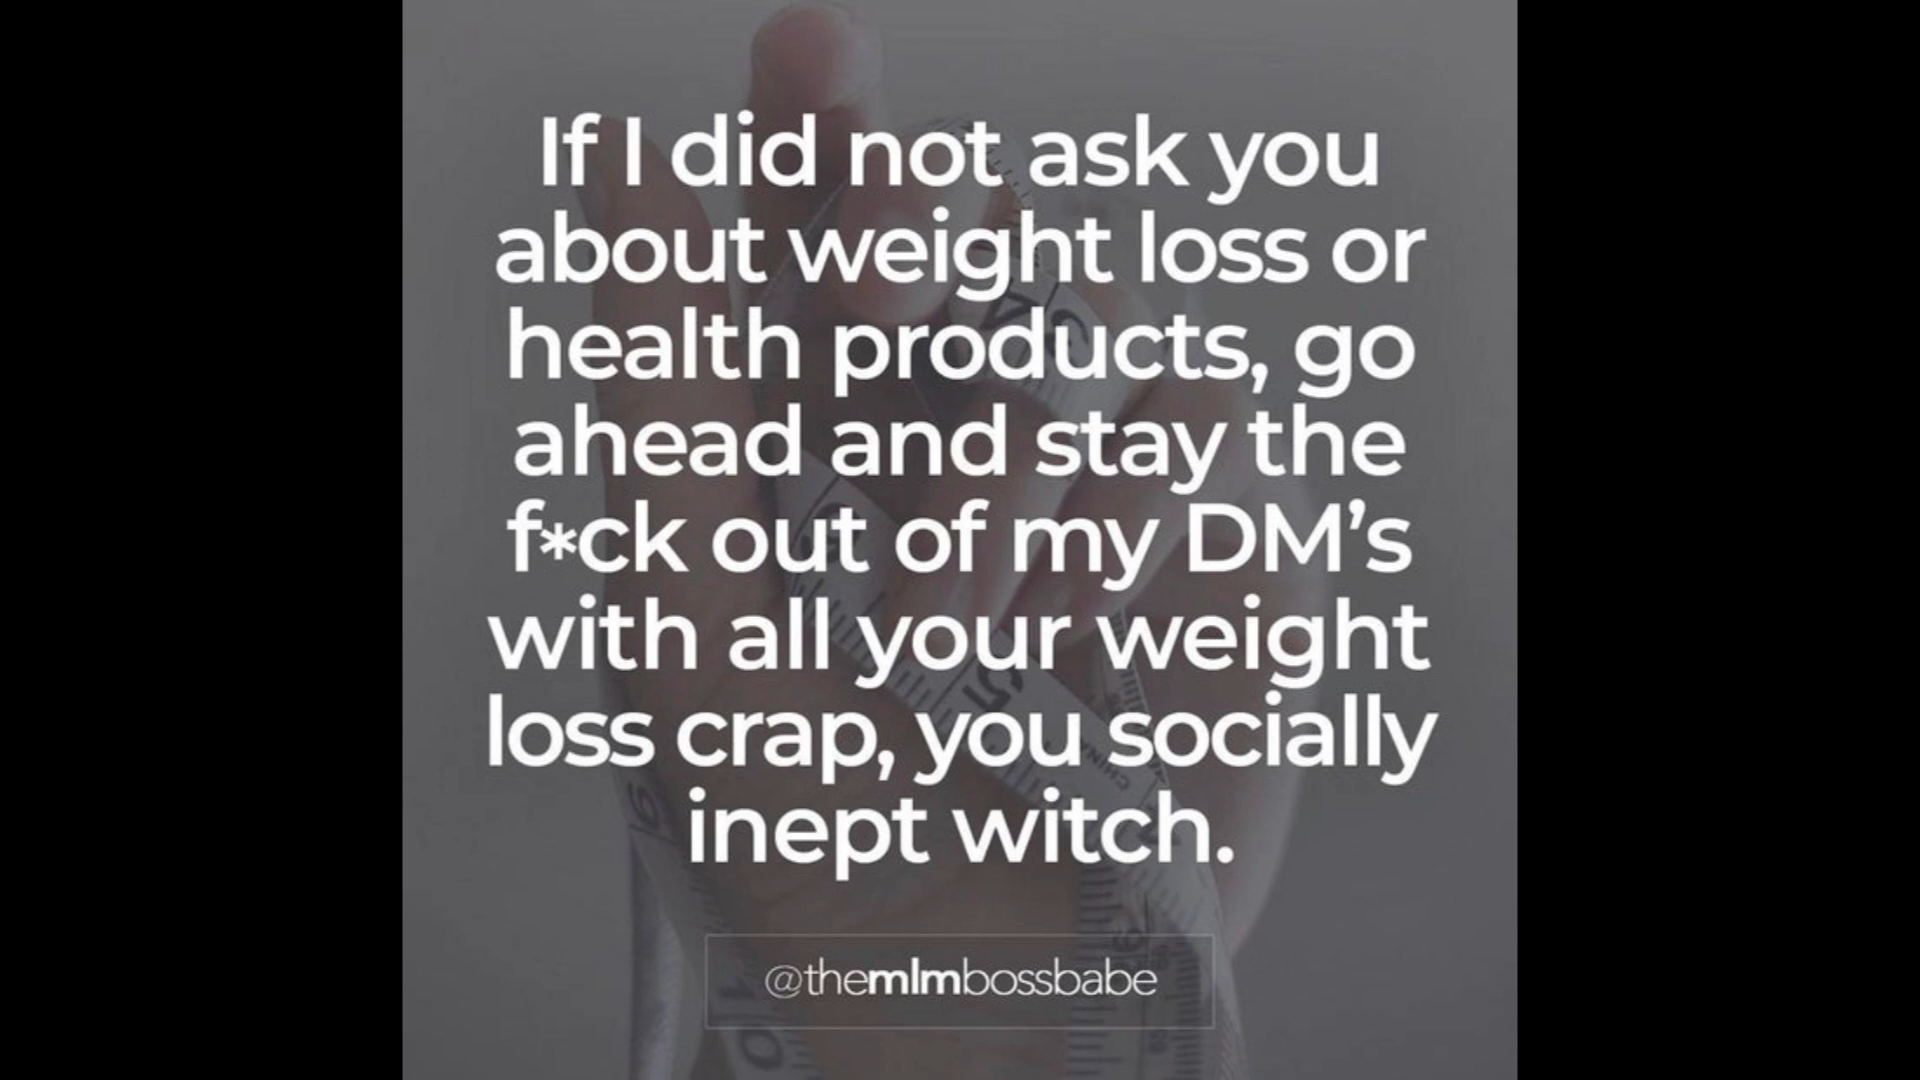 If I did not ask you
about weight loss or
health products, go
ahead and stay the
f*ck out of my DM’s
with all your weight
loss crap, you socially
inept witch.
@themlmbossbabe